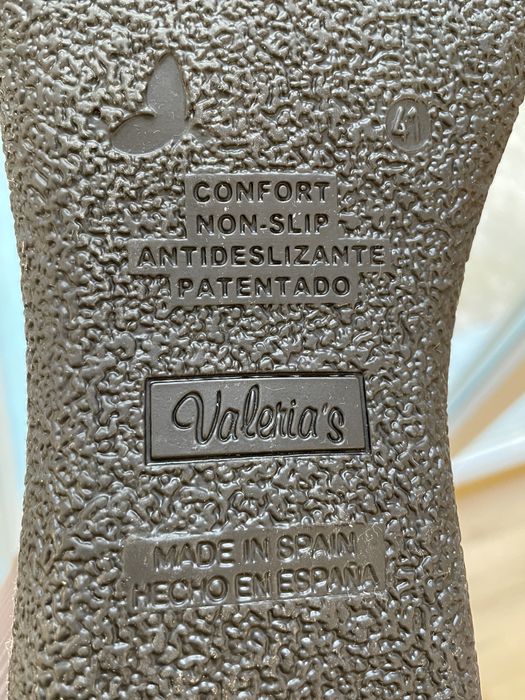 41
CONFORT
NON-SLIP
ANTIDESLIZANTE
PATENTADO
Valeria's
MADE IN SPAIN
HECHO EN ESPAÑA